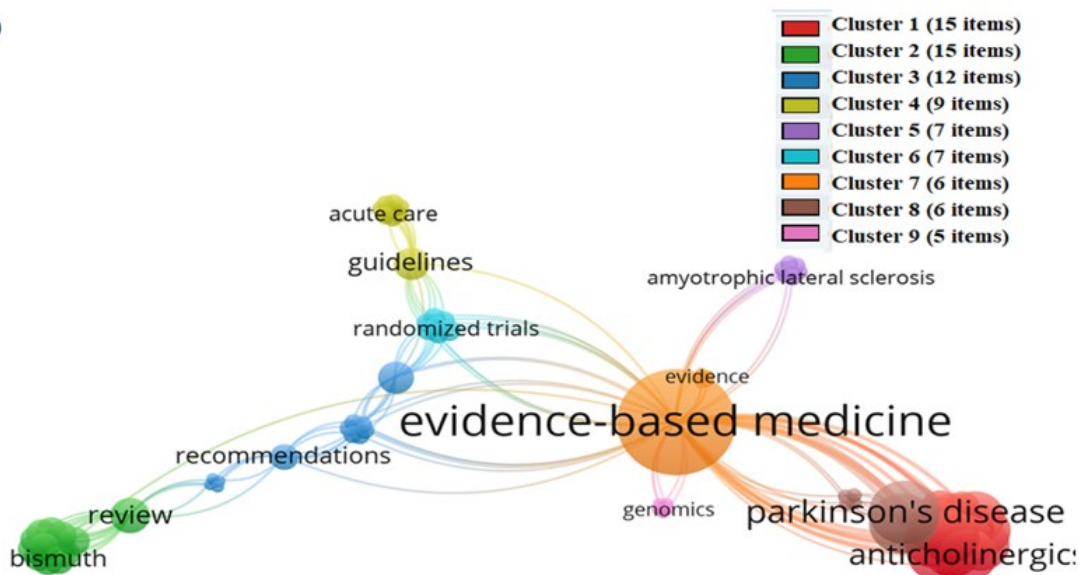 Cluster 1 (15 items)
Cluster 2 (15 items)
Cluster 3 (12 items)
Cluster 4 (9 items)
Cluster 5 (7 items)
Cluster 6 (7 items)
Cluster 7 (6 items)
Cluster 8 (6 items)
Cluster 9 (5 items)
acute care
guidelines
amyotrophic lateral sclerosis
randomized trials
evidence
evidence-based medicine
recommendations
genomics
parkinson's disease
review
anticholinergics
bismuth